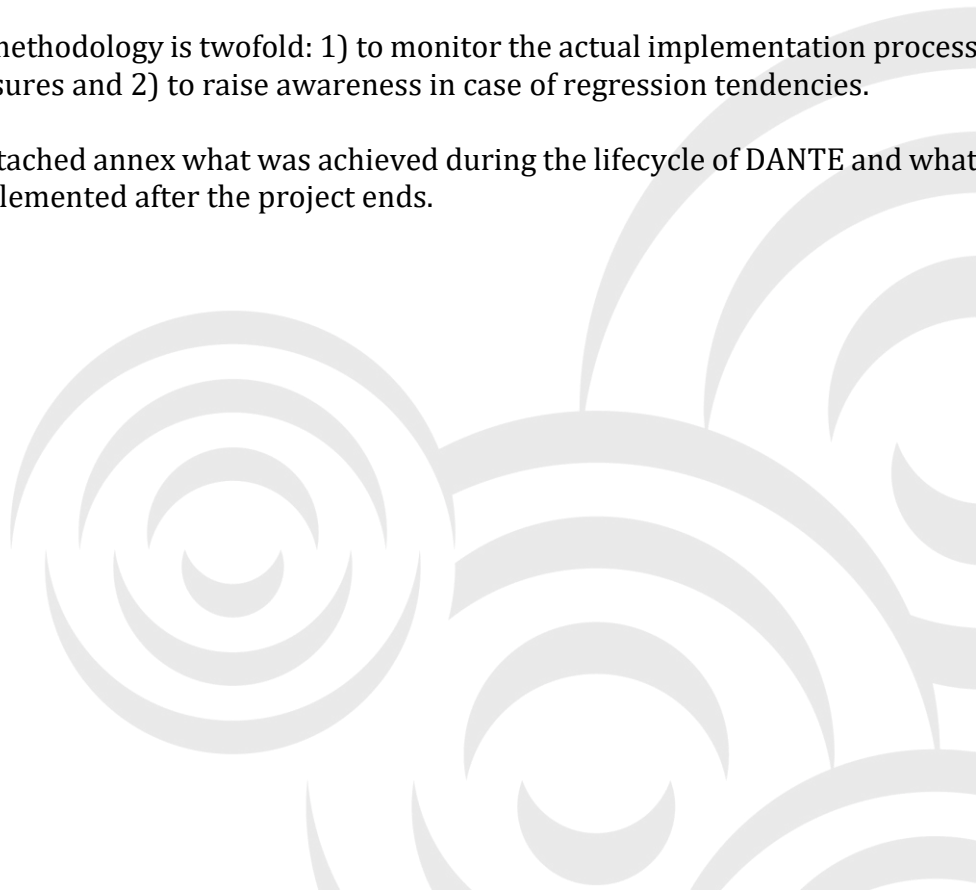 methodology is twofold: 1) to monitor the actual implementation process
sures and 2) to raise awareness in case of regression tendencies.
tached annex what was achieved during the lifecycle of DANTE and what
lemented after the project ends.